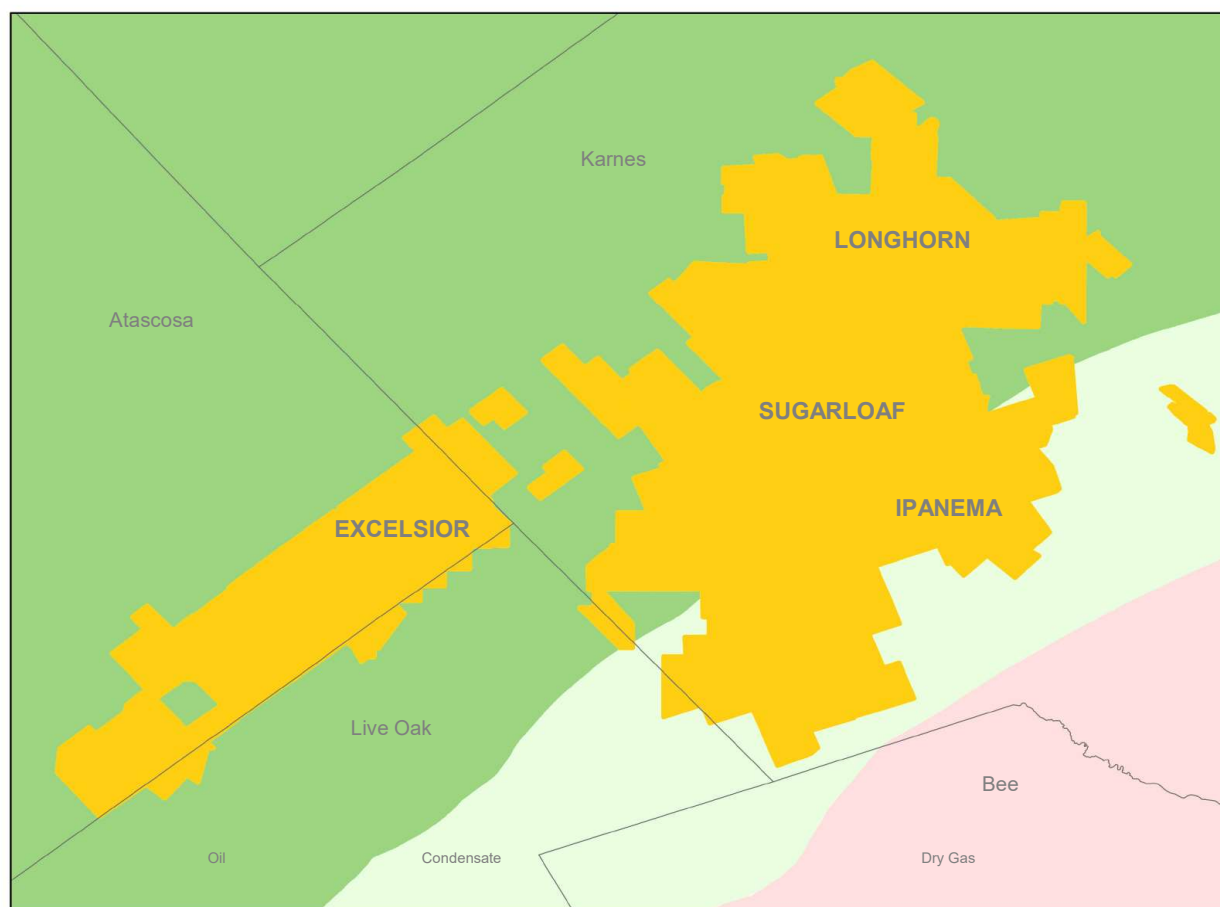 Karnes
LONGHORN
Atascosa
SUGARLOAF
IPANEMA
EXCELSIOR
Live Oak
Bee
Oil
Condensate
Dry Gas